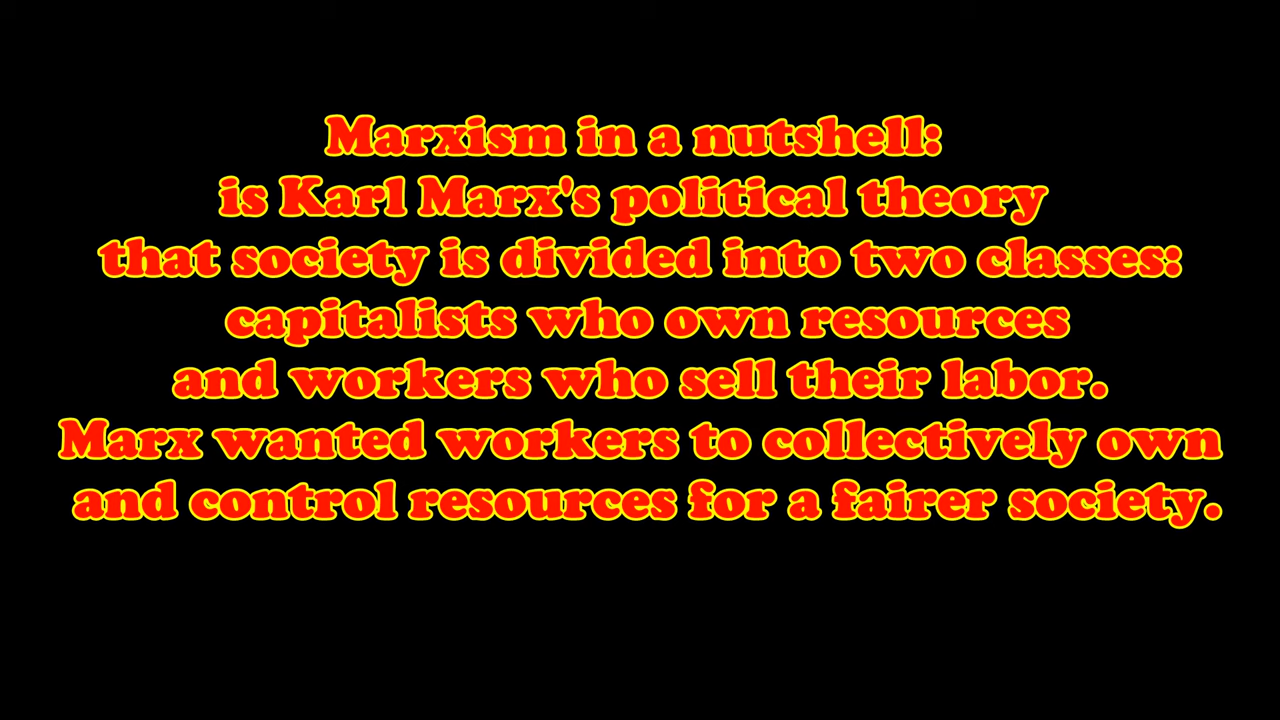 Marxism in a nutshell:
is Karl Marx's political theory
that society is divided into two classes:
capitalists who own resources
and workers who sell their labor.
Marx wanted workers to collectively own
and control resources for a fairer society.